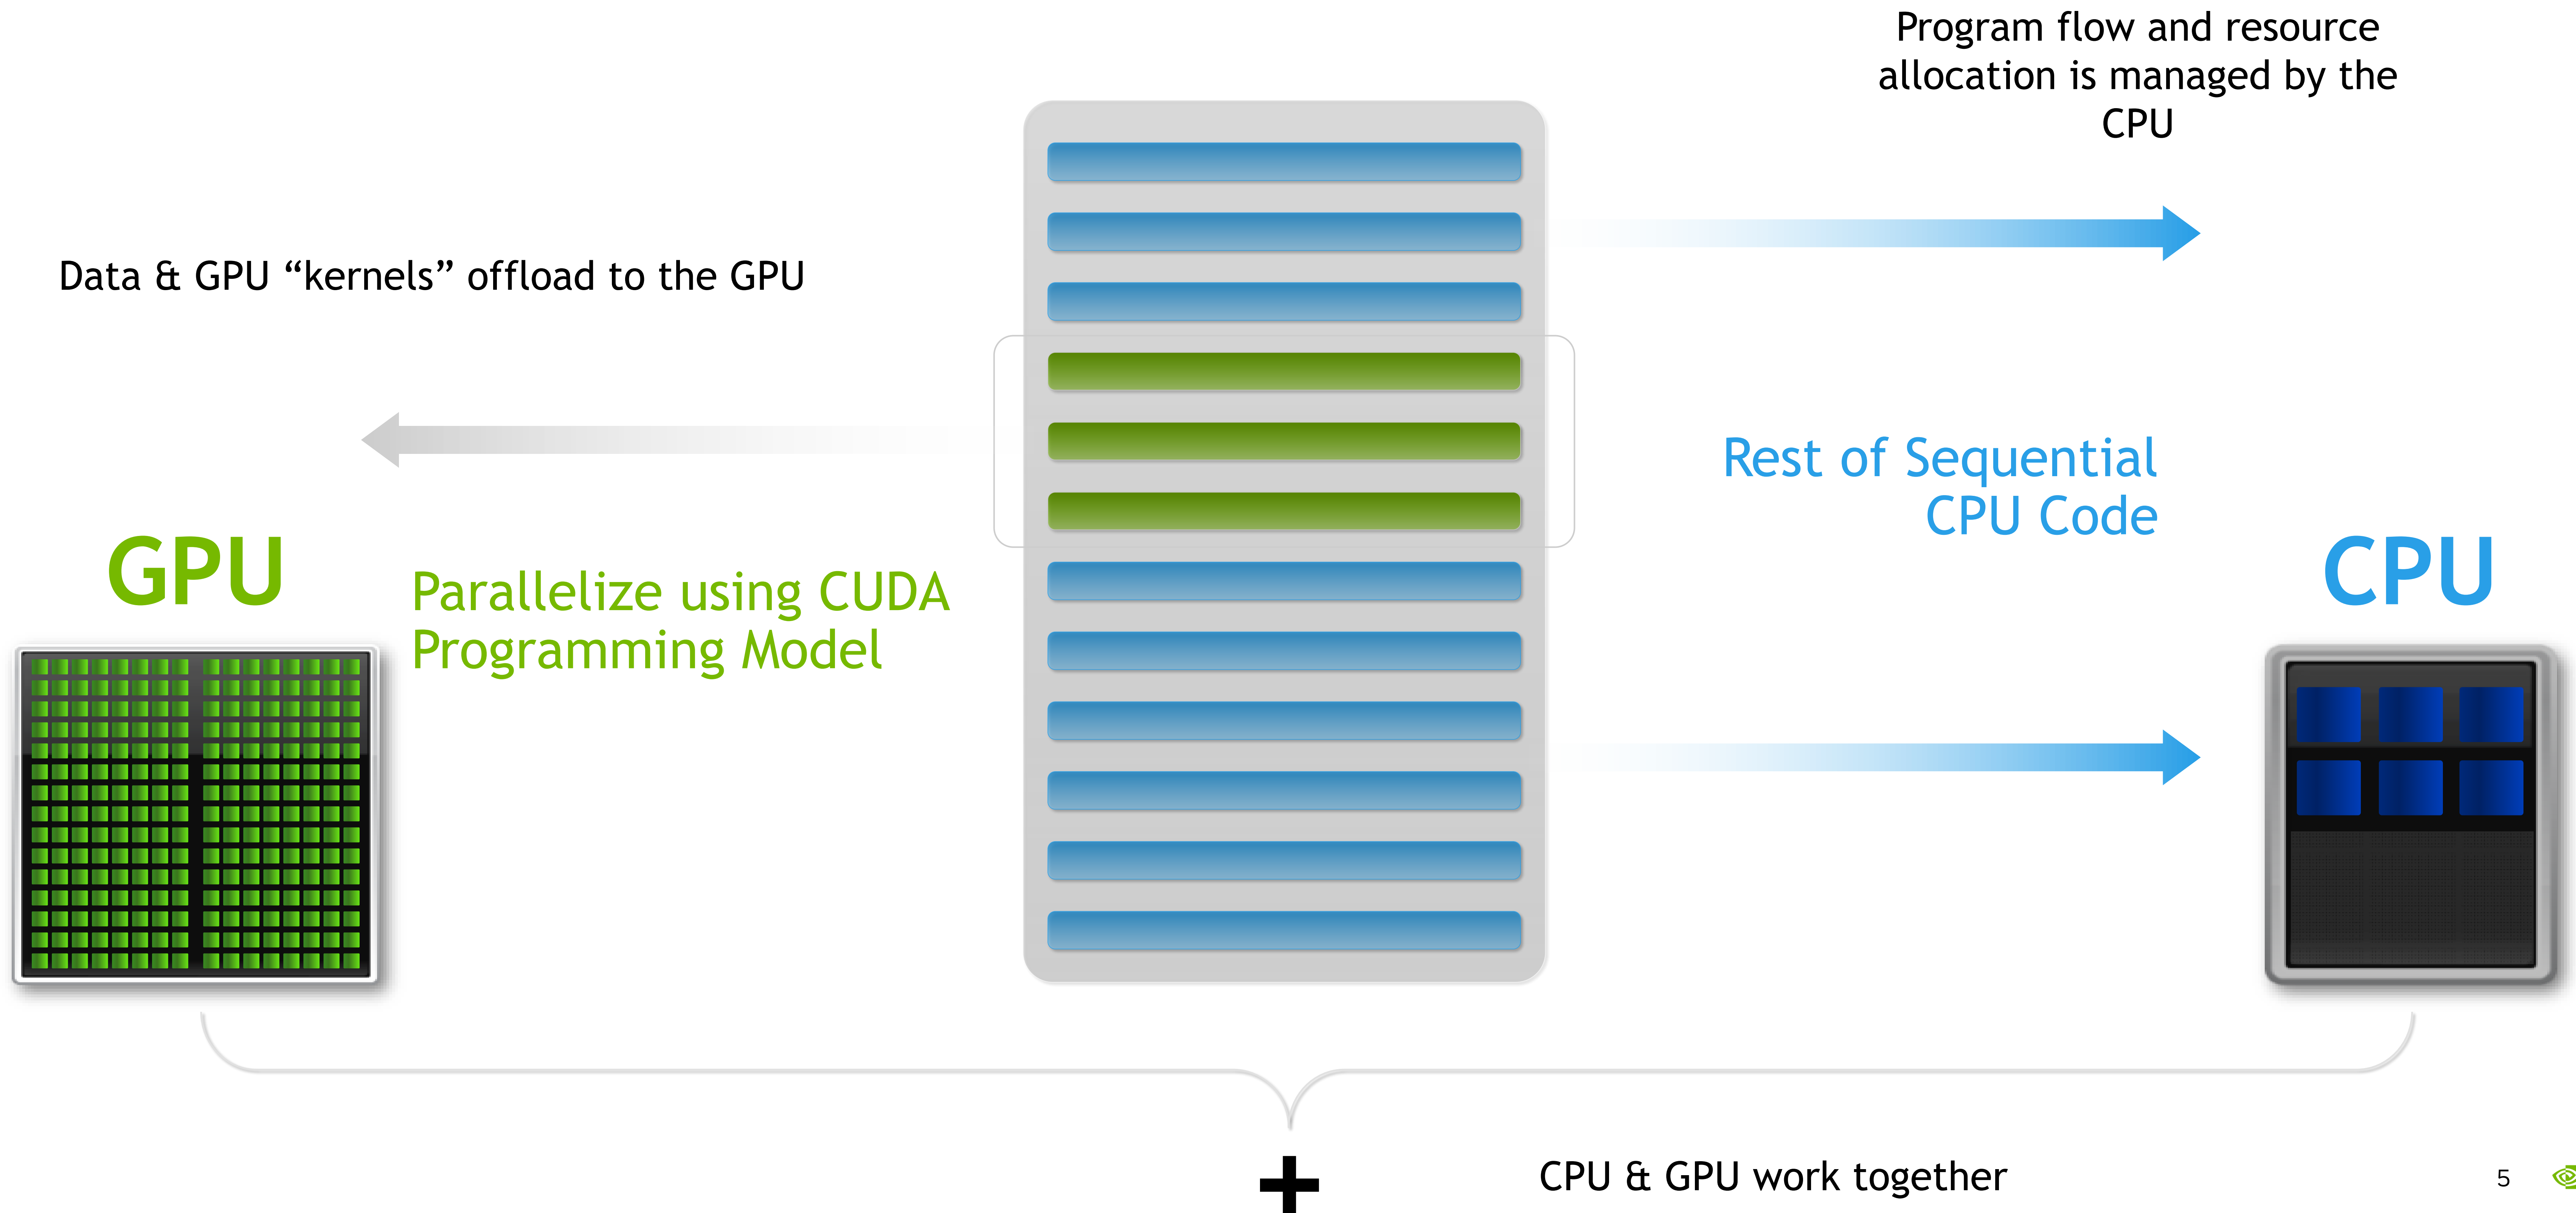 Program flow and resource
allocation is managed by the
CPU
Data & GPU “kernels” offload to the GPU
GPU
Parallelize using CUDA
Programming Model
Rest of Sequential
CPU Code
CPU
+
CPU & GPU work together
5